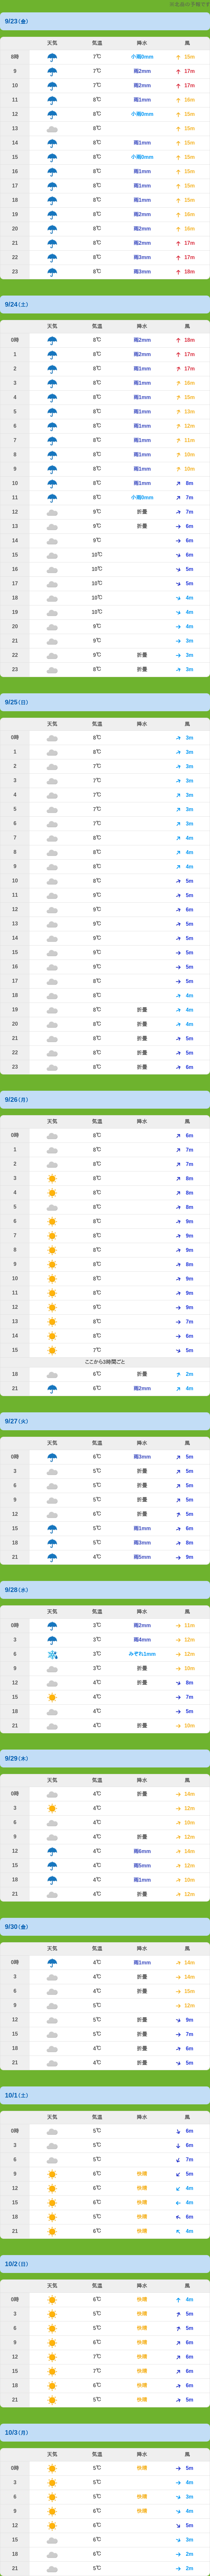 の北条の予報です
9/23(金)
天気 気温 降水 風
8時 7℃ 小雨0mm 15m
9 7℃ 雨2mm 17m
10 7℃ 雨2mm 17m
11 8℃ 雨1mm 16m
12 8℃ 小雨0mm 15m
13 8℃ 15m
14 8℃ 雨1mm 15m
15 8℃ 小雨0mm 15m
16 8℃ 雨1mm 15m
17 8℃ 雨1mm 15m
18 8℃ 雨1mm 15m
19 8℃ 雨2mm 16m
20 8℃ 雨2mm 16m
21 8℃ 雨2mm 17m
22 8℃ 雨3mm 17m
23 8℃ 雨3mm 18m
9/24(土)
天気 気温 降水 風
0時 8℃ 雨2mm 18m
1 8℃ 雨2mm 17m
2 8℃ 雨1mm 17m
3 8℃ 雨1mm 16m
4 8℃ 雨1mm 15m
5 8℃ 雨1mm 13m
6 8℃ 雨1mm 12m
7 8℃ 雨1mm 11m
8 8℃ 雨1mm 10m
9 8℃ 雨1mm 10m
10 8℃ 雨1mm 8m
11 8℃ 小雨0mm 7m
12 9℃ 折畳 7m
13 9℃ 折畳 6m
14 9℃ 6m
15 10℃ 6m
16 10℃ 5m
17 10℃ 5m
18 10℃ 4m
19 10℃ 4m
20 9℃ 4m
21 9℃ 3m
22 9℃ 折畳 3m
23 8℃ 折畳 3m
9/25(日)
天気 気温 降水 風
0時 8℃ 3m
1 8℃ 3m
2 7℃ 3m
3 7℃ 3m
4 7℃ 3m
5 7℃ 3m
6 7℃ 3m
7 8℃ 4m
8 8℃ 4m
9 8℃ 4m
10 8℃ 5m
11 9℃ 5m
12 9℃ 6m
13 9℃ 5m
14 9℃ 5m
15 9℃ 5m
16 9℃ 5m
17 8℃ 5m
18 8℃ 4m
19 8℃ 折畳 4m
20 8℃ 折畳 4m
21 8℃ 折畳 5m
22 8℃ 折畳 5m
23 8℃ 折畳 6m
9/26(月)
天気 気温 降水 風
0時 8℃ 6m
1 8℃ 7m
2 8℃ 7m
3 8℃ 8m
4 8℃ 8m
5 8℃ 8m
6 8℃ 9m
7 8℃ 9m
8 8℃ 9m
9 8℃ 8m
10 8℃ 9m
11 8℃ 9m
12 9℃ 9m
13 8℃ 7m
14 8℃ 6m
15 7℃ 5m
ここから3時間ごと
18 6℃ 折畳 2m
21 6℃ 雨2mm 4m
9/27(火)
天気 気温 降水 風
0時 6℃ 雨3mm 5m
3 5℃ 折畳 5m
6 5℃ 折畳 5m
9 5℃ 折畳 5m
12 6℃ 折畳 5m
15 5℃ 雨1mm 6m
18 5℃ 雨3mm 8m
21 4℃ 雨5mm 9m
9/28(水)
天気 気温 降水 風
0時 3℃ 雨2mm 11m
3 3℃ 雨4mm 12m
6 3℃ みぞれ1mm 12m
9 3℃ 折畳 10m
12 4℃ 折畳 8m
15 4℃ 7m
18 4℃ 5m
21 4℃ 折畳 10m
9/29(木)
天気 気温 降水 風
0時 4℃ 折畳 14m
3 4℃ 12m
6 4℃ 10m
9 4℃ 折畳 12m
12 4℃ 雨6mm 14m
15 4℃ 雨5mm 12m
18 4℃ 雨1mm 10m
21 4℃ 折畳 12m
9/30(金)
天気 気温 降水 風
0時 4℃ 雨1mm 14m
3 4℃ 折畳 14m
6 4℃ 折畳 15m
9 5℃ 12m
12 5℃ 折畳 9m
15 5℃ 折畳 7m
18 4℃ 折畳 6m
21 4℃ 折畳 5m
10/1(土)
天気 気温 降水 風
0時 5℃ 6m
3 5℃ 6m
6 5℃ 7m
9 6℃ 快晴 5m
12 6℃ 快晴 4m
15 6℃ 快晴 4m
18 5℃ 快晴 6m
21 6℃ 快晴 4m
10/2(日)
天気 気温 降水 風
0時 6℃ 快晴 4m
3 5℃ 快晴 5m
6 5℃ 快晴 5m
9 6℃ 快晴 6m
12 7℃ 快晴 6m
15 7℃ 快晴 6m
18 6℃ 快晴 6m
21 5℃ 快晴 5m
10/3(月)
天気 気温 降水 風
0時 5℃ 快晴 5m
3 5℃ 4m
6 5℃ 快晴 3m
9 6℃ 快晴 4m
12 6℃ 5m
15 6℃ 3m
18 6℃ 2m
21 5℃ 2m